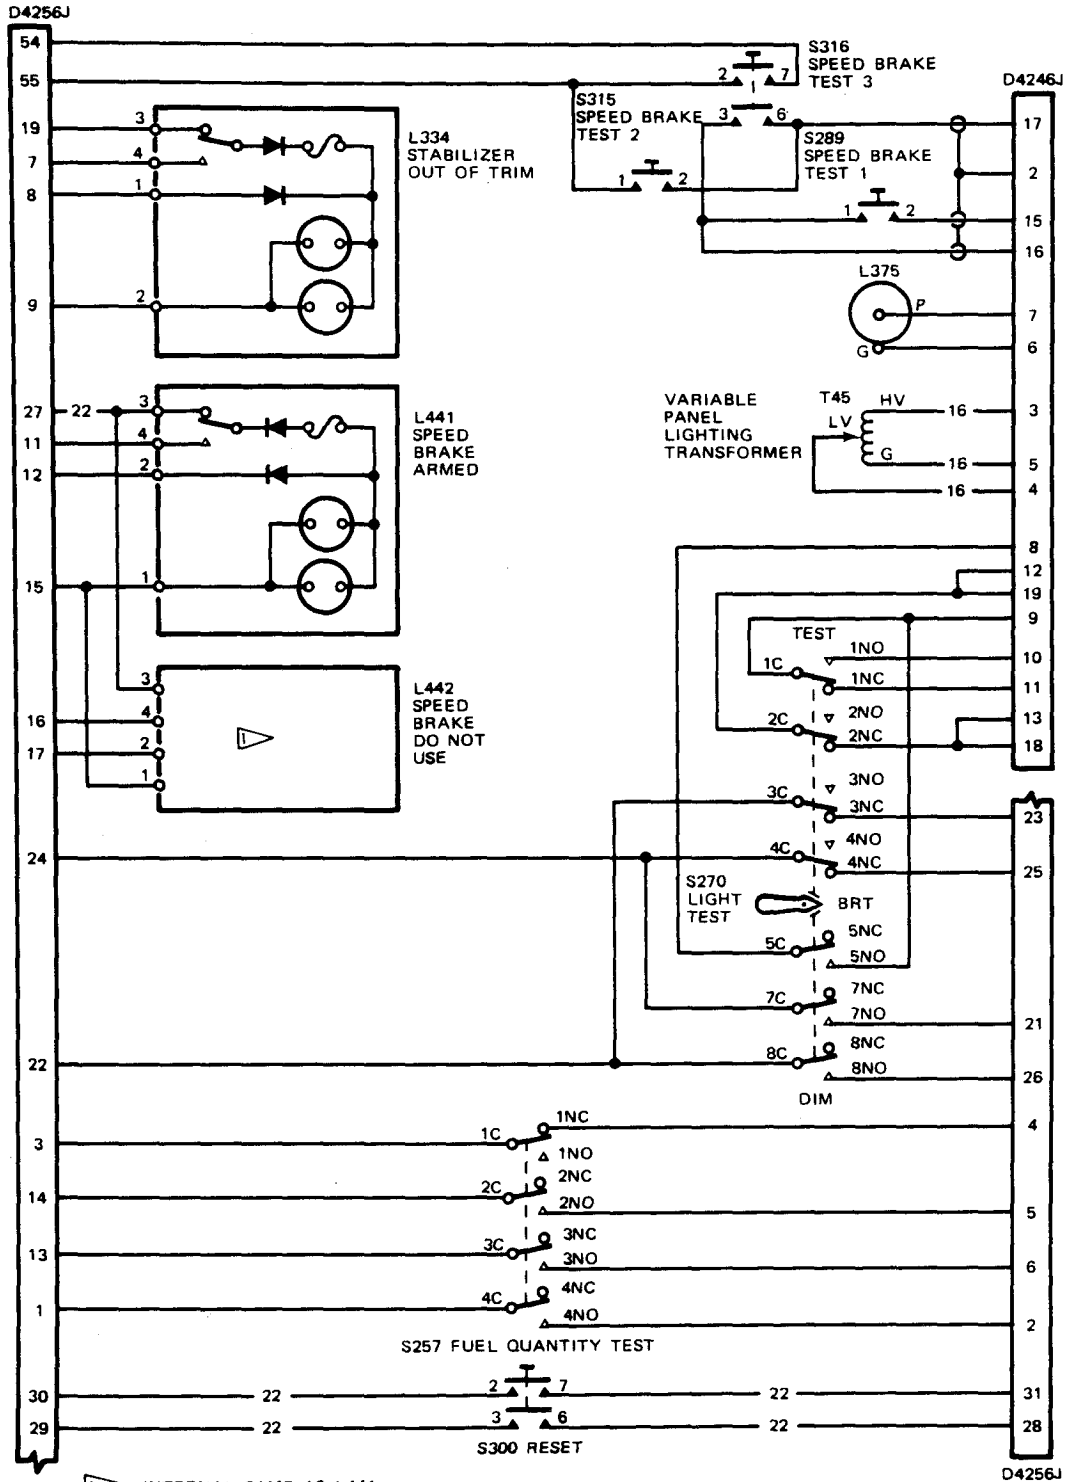 D4256J
54
55
19
7
8
9
27
11
12
15
16
17
24
22
3
14
13
1
30
29
3
4
1
2
L334
STABILIZER
OUT OF TRIM
22
3
4
2
1
L441
SPEED
BRAKE
ARMED
3
4
2
1
L442
SPEED
BRAKE
DO NOT
USE
1
S316
SPEED BRAKE
TEST 3
2
7
3
6
S315
SPEED BRAKE
TEST 2
1
2
S289
SPEED BRAKE
TEST 1
1
2
D4246J
17
2
15
16
7
6
3
5
4
8
12
19
9
10
11
13
18
L375
P
G
VARIABLE
PANEL
LIGHTING
TRANSFORMER
T45
HV
LV
G
16
16
16
TEST
1C
1NO
1NC
2C
2NO
2NC
3C
3NO
3NC
4C
4NO
4NC
S270
LIGHT
TEST
BRT
5C
5NC
5NO
7C
7NC
7NO
8C
8NC
8NO
DIM
23
25
21
26
4
5
6
2
31
28
1C
1NC
1NO
2C
2NC
2NO
3C
3NC
3NO
4C
4NC
4NO
S257 FUEL QUANTITY TEST
22
2
7
22
22
3
6
22
S300 RESET
D4256J